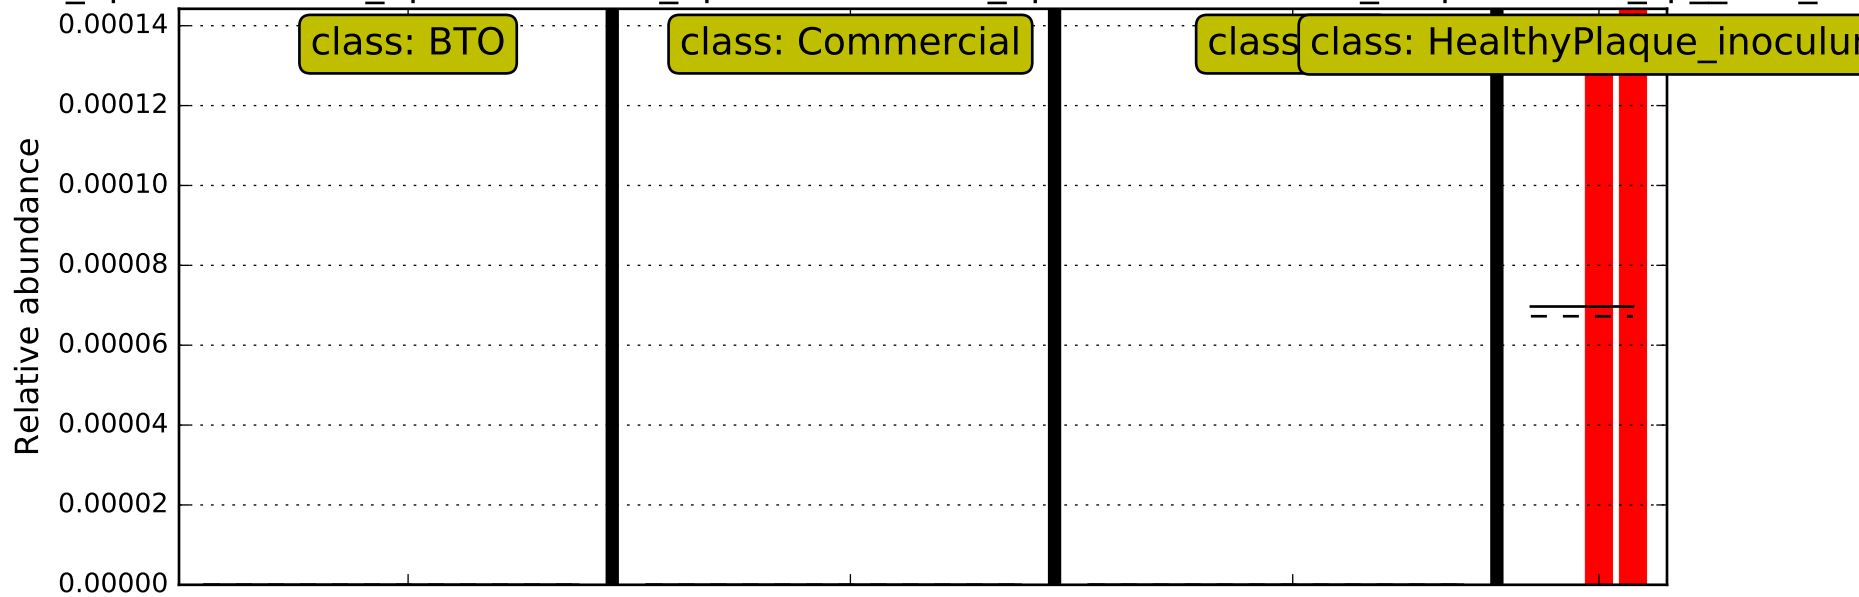 0.00014
class: BTO
class: Commercial
class
class: HealthyPlaque_inoculu
0.00012
0.00010
0.00008
0.00006
0.00004
0.00002
0.00000
Relative abundance